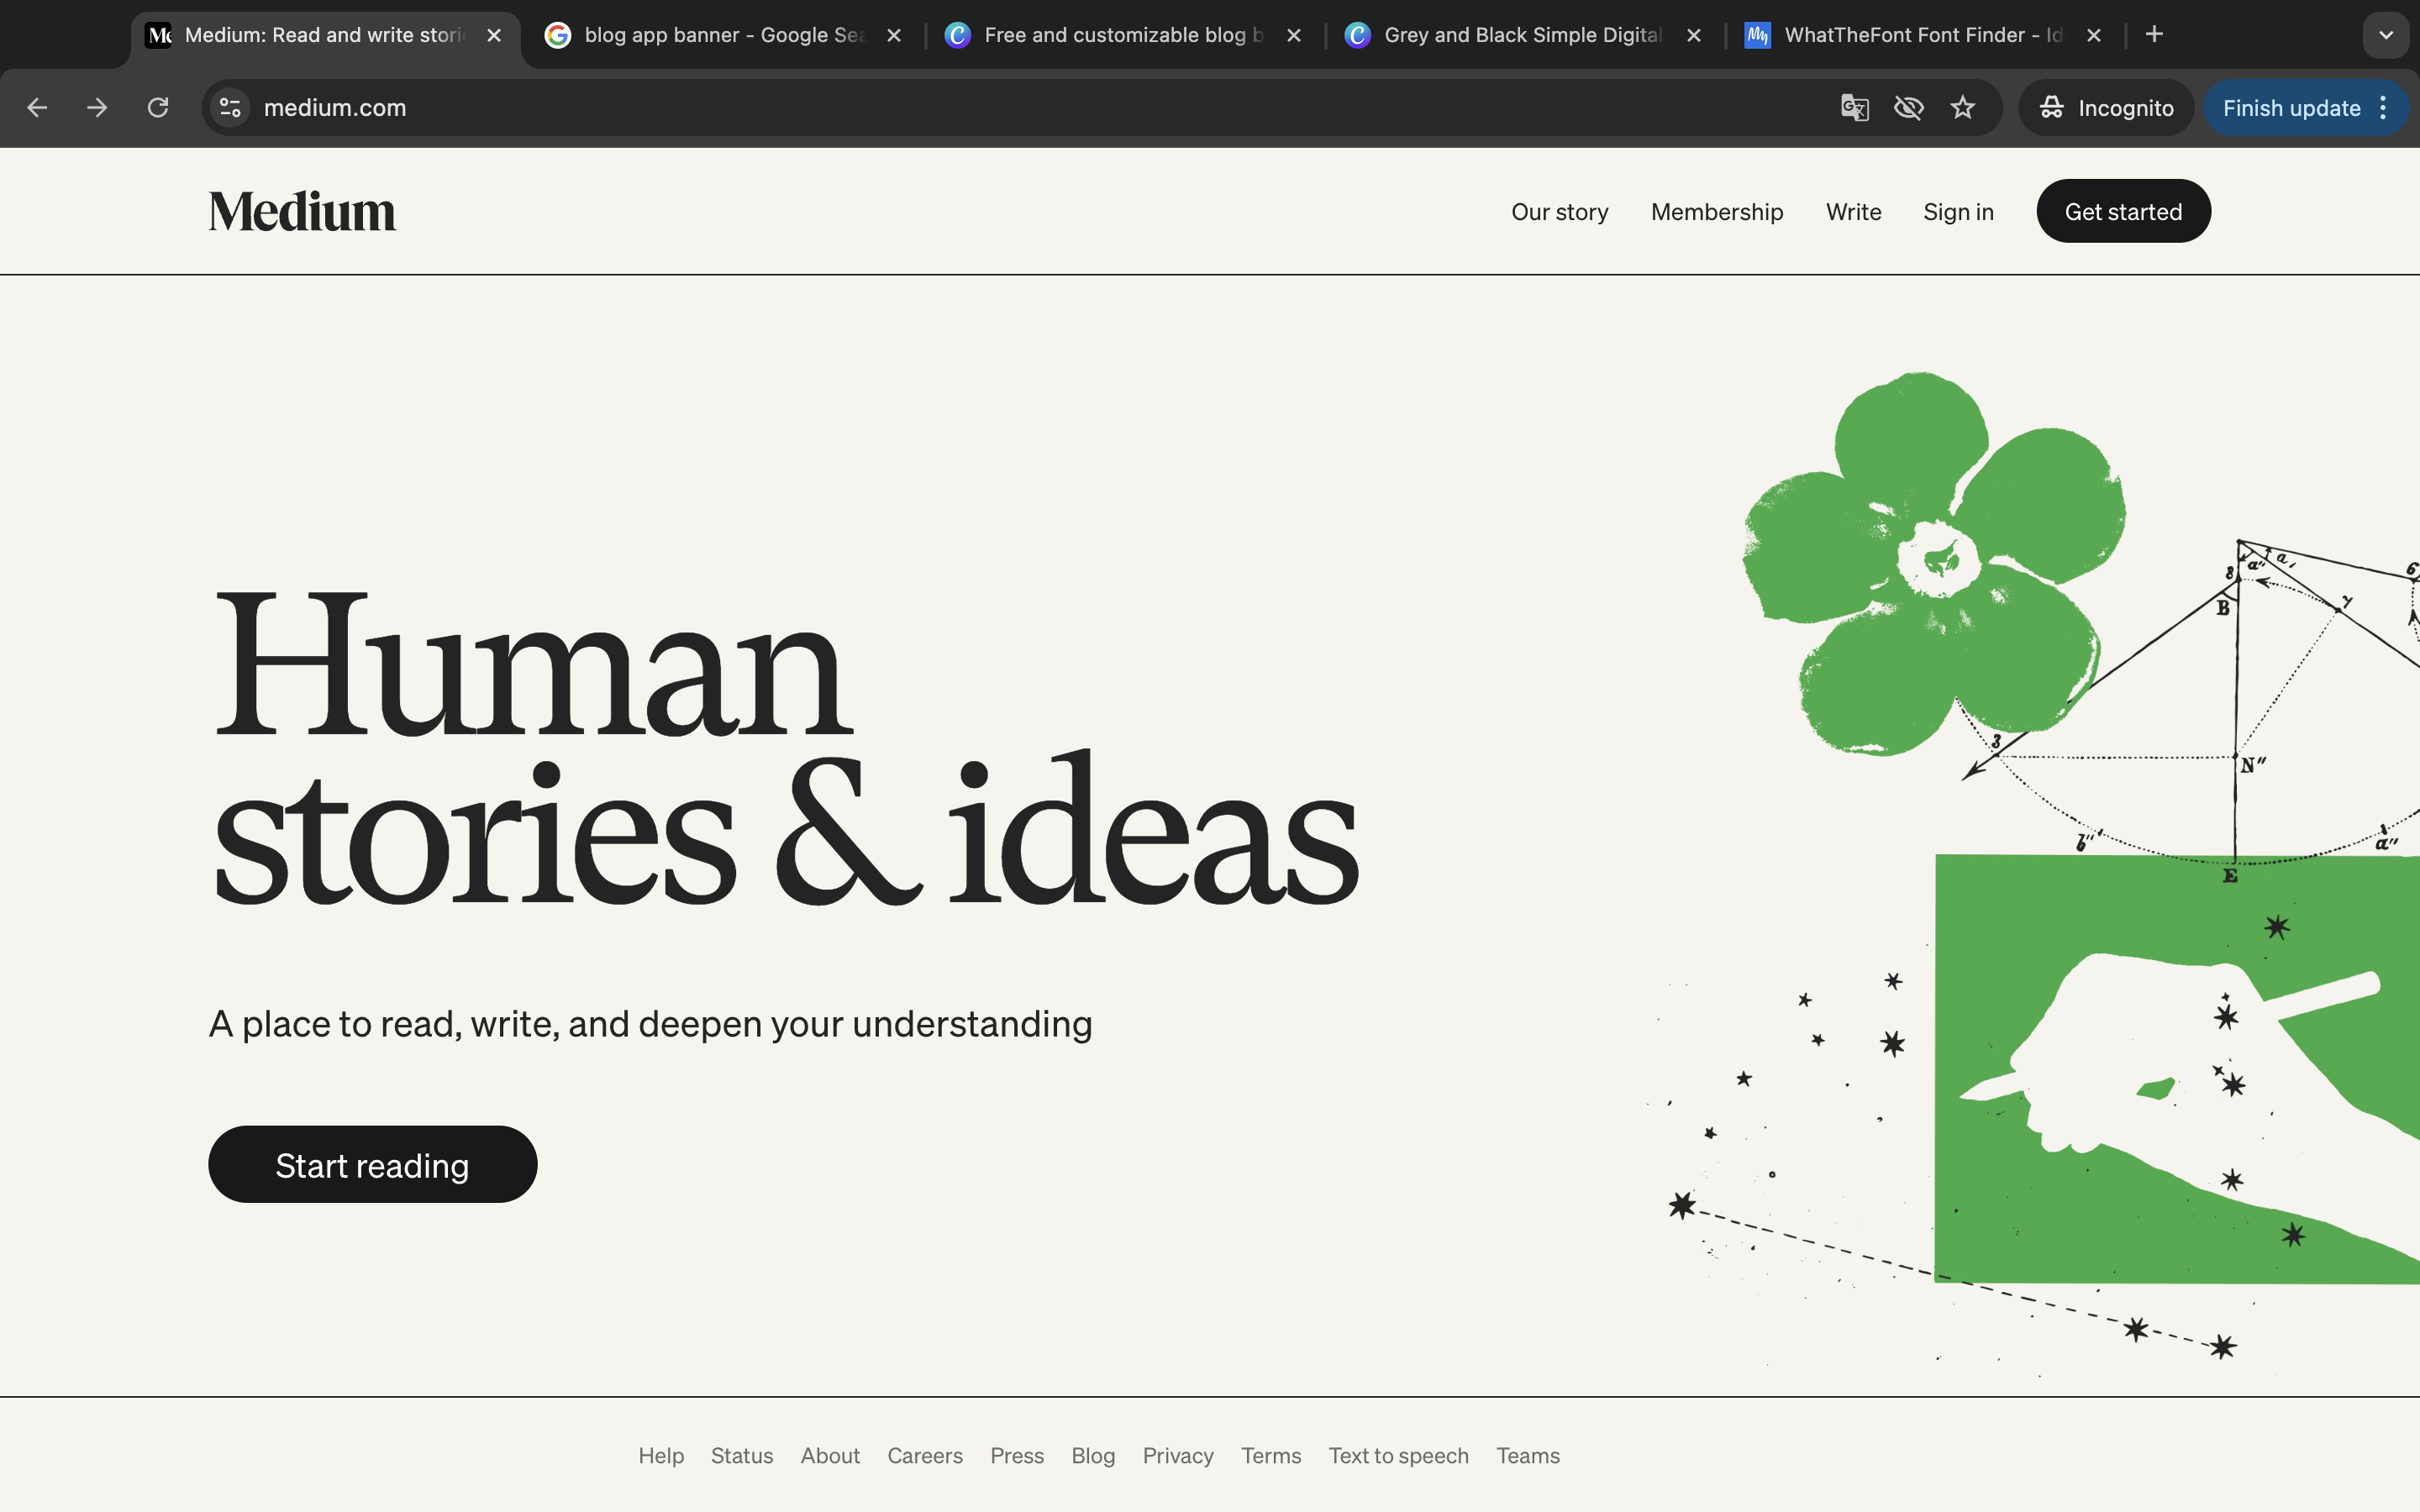 Medium: Read and write stori
blog app banner - Google Sea
Free and customizable blog b
Grey and Black Simple Digital
WhatTheFont Font Finder - Id
medium.com
Incognito
Finish update
Medium
Our story
Membership
Write
Sign in
Get started
Human
stories & ideas
A place to read, write, and deepen your understanding
Start reading
8
B
a"
a,
6
3
N"
b"
a"
E
Help
Status
About
Careers
Press
Blog
Privacy
Terms
Text to speech
Teams